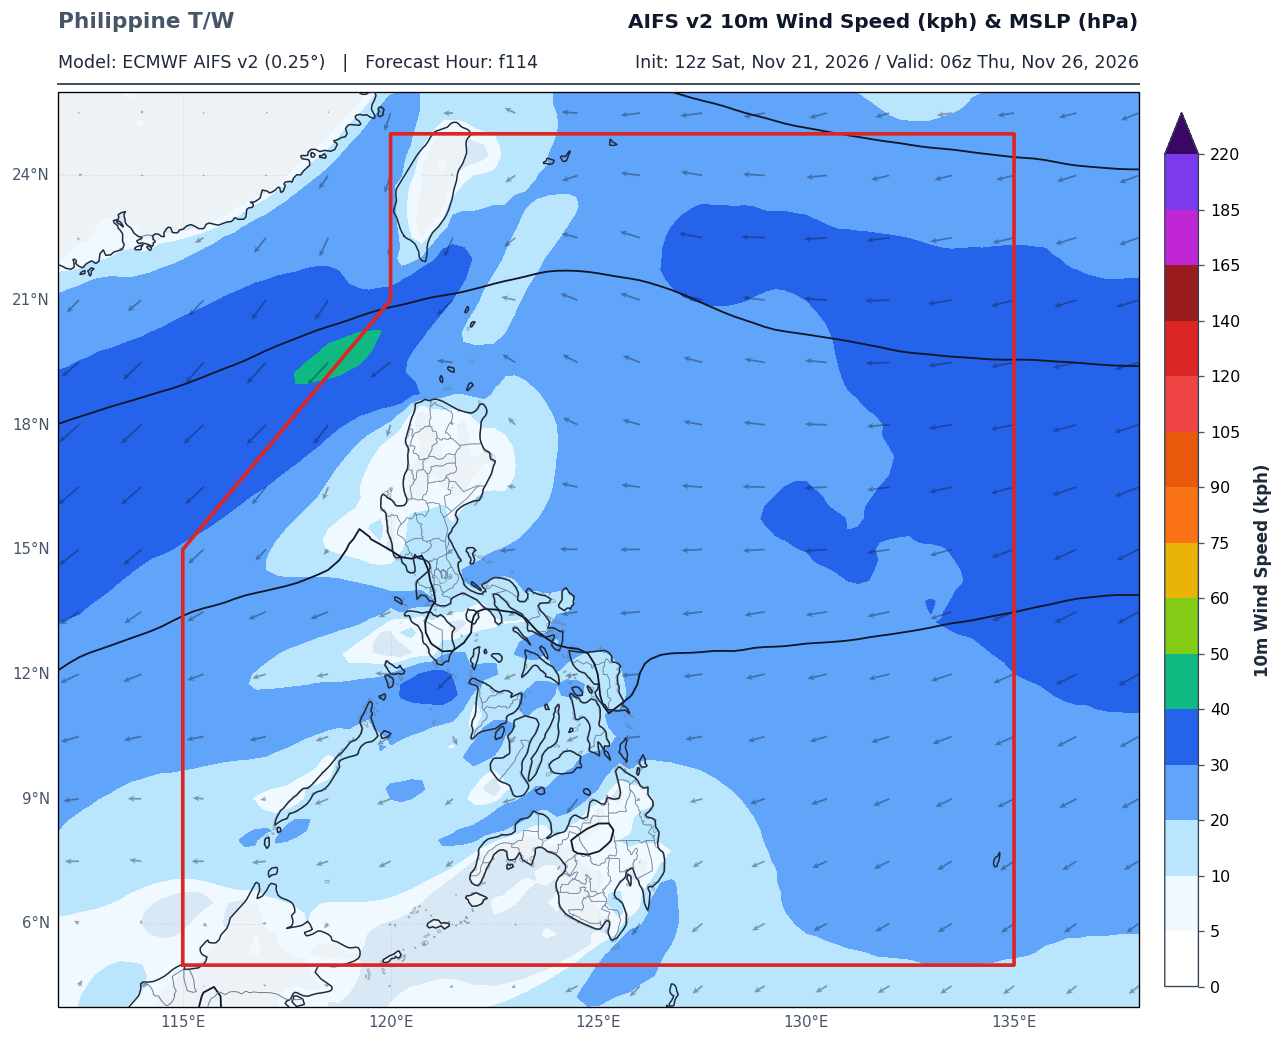 Philippine T/W
AIFS v2 10m Wind Speed (kph) & MSLP (hPa)
Model: ECMWF AIFS v2 (0.25°) | Forecast Hour: f114
Init: 12z Sat, Nov 21, 2026 / Valid: 06z Thu, Nov 26, 2026
24°N
21°N
18°N
15°N
12°N
9°N
6°N
115°E
120°E
125°E
130°E
135°E
220
185
165
140
120
105
90
75
60
50
40
30
20
10
5
0
10m Wind Speed (kph)